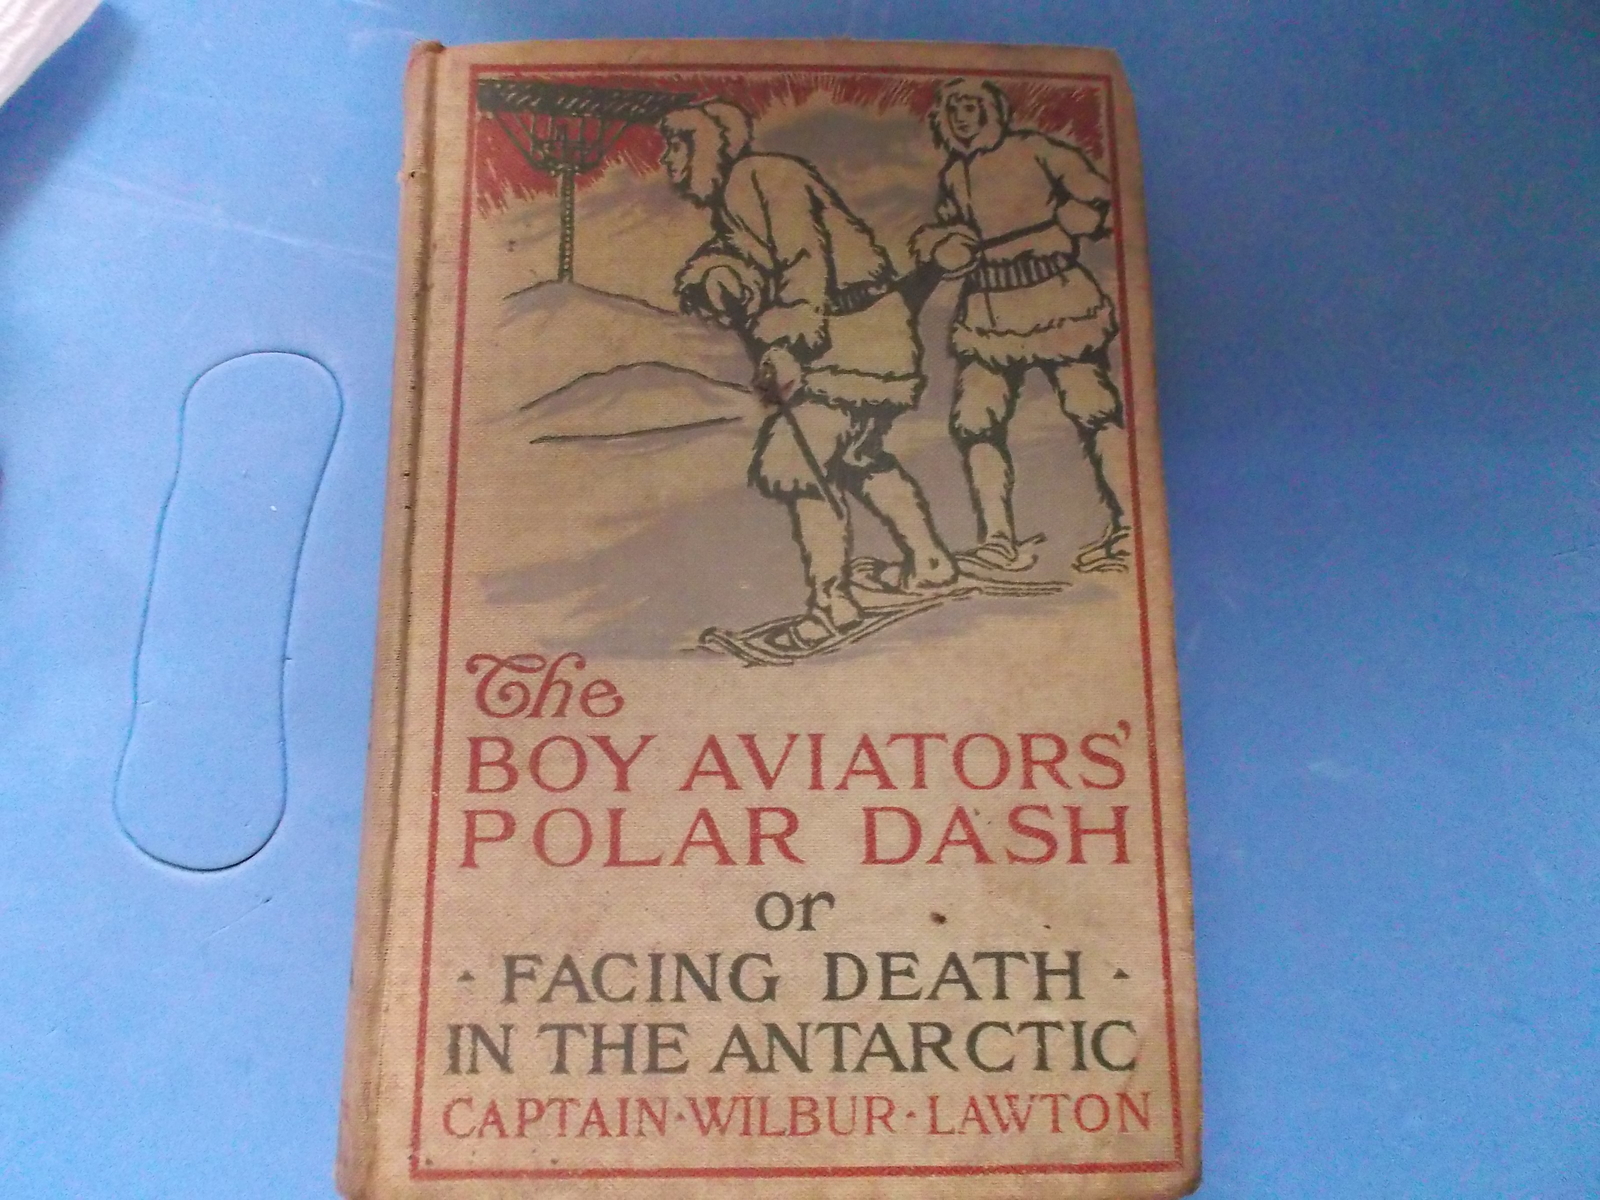 The
BOY AVIATORS'
POLAR DASH
or
· FACING DEATH ·
IN THE ANTARCTIC
CAPTAIN · WILBUR · LAWTON